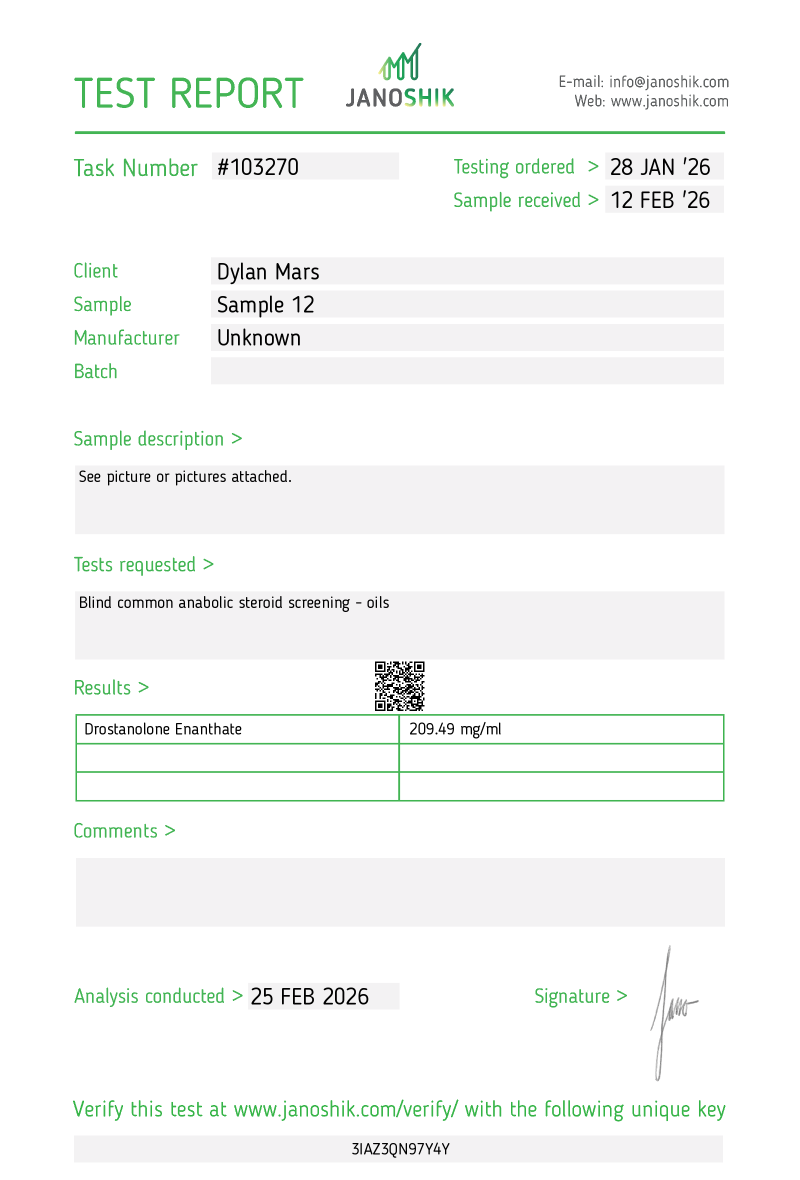 TEST REPORT
JANOSHIK
E-mail: info@janoshik.com
Web: www.janoshik.com
Task Number #103270
Testing ordered > 28 JAN '26
Sample received > 12 FEB '26
Client Dylan Mars
Sample Sample 12
Manufacturer Unknown
Batch
Sample description >
See picture or pictures attached.
Tests requested >
Blind common anabolic steroid screening - oils
Results >
Drostanolone Enanthate 209.49 mg/ml
Comments >
Analysis conducted > 25 FEB 2026
Signature > Jano
Verify this test at www.janoshik.com/verify/ with the following unique key
3IAZ3QN97Y4Y